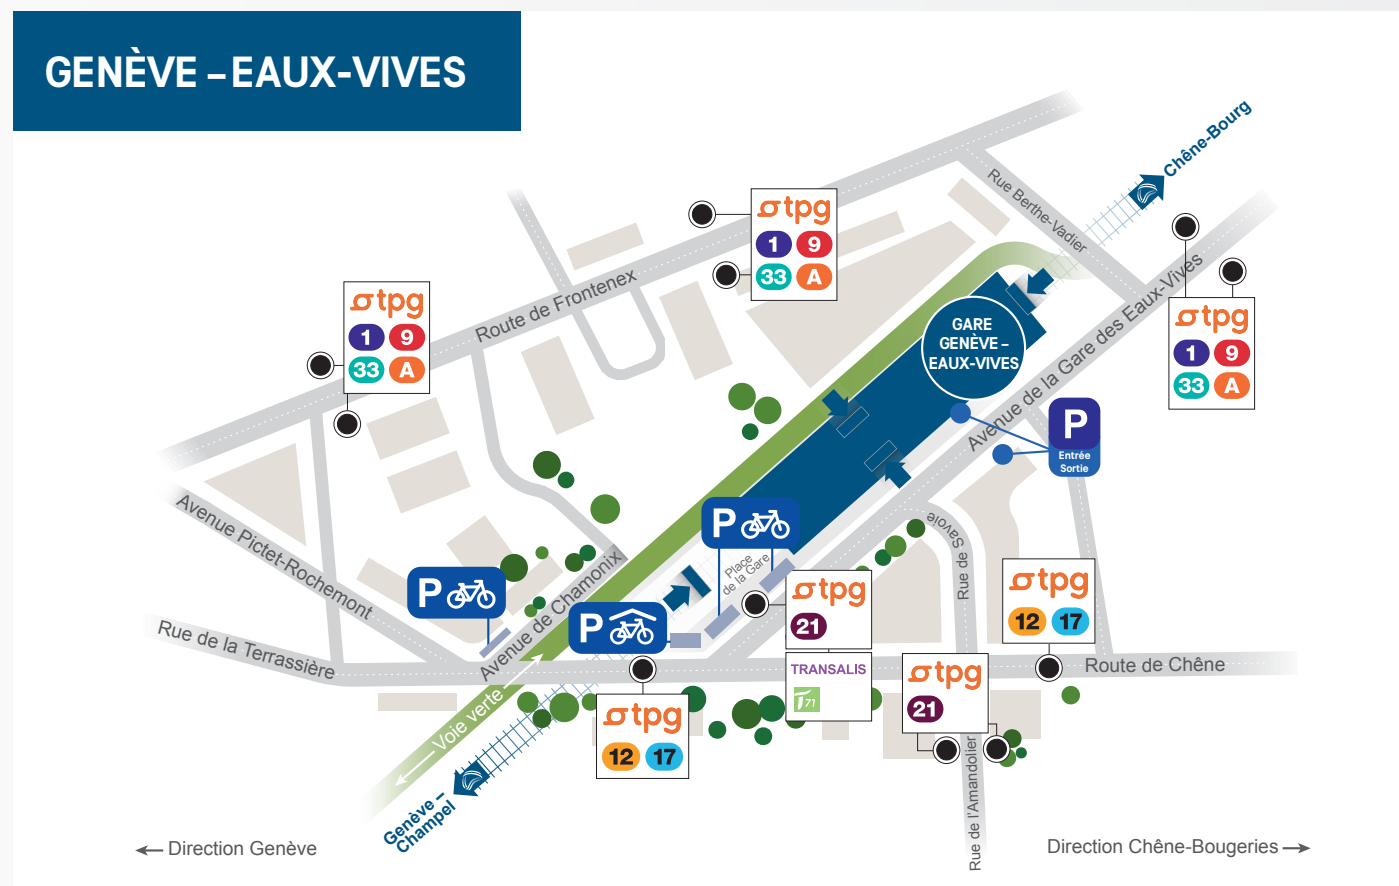 GENÈVE – EAUX-VIVES
Chêne-Bourg
Rue Berthe-Vadier
tpg
1 9
33 A
Route de Frontenex
tpg
1 9
33 A
tpg
1 9
33 A
GARE
GENÈVE –
EAUX-VIVES
Avenue de la Gare des Eaux-Vives
P
Entrée
Sortie
Avenue Pictet-Rochemont
Rue de la Terrassière
Avenue de Chamonix
P
P
P
Place
de la Gare
Rue de Savoie
tpg
21
TRANSALIS
T71
tpg
12 17
Route de Chêne
tpg
21
tpg
12 17
Voie verte
Genève –
Champel
Rue de l'Amandolier
← Direction Genève
Direction Chêne-Bougeries →